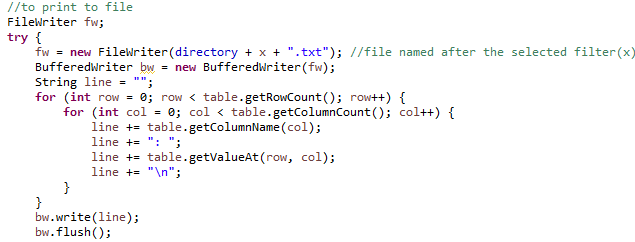 //to print to file
FileWriter fw;
try {
    fw = new FileWriter(directory + x + ".txt"); //file named after the selected filter(x)
    BufferedWriter bw = new BufferedWriter(fw);
    String line = "";
    for (int row = 0; row < table.getRowCount(); row++) {
        for (int col = 0; col < table.getColumnCount(); col++) {
            line += table.getColumnName(col);
            line += ": ";
            line += table.getValueAt(row, col);
            line += "\n";
        }
    }
    bw.write(line);
    bw.flush();